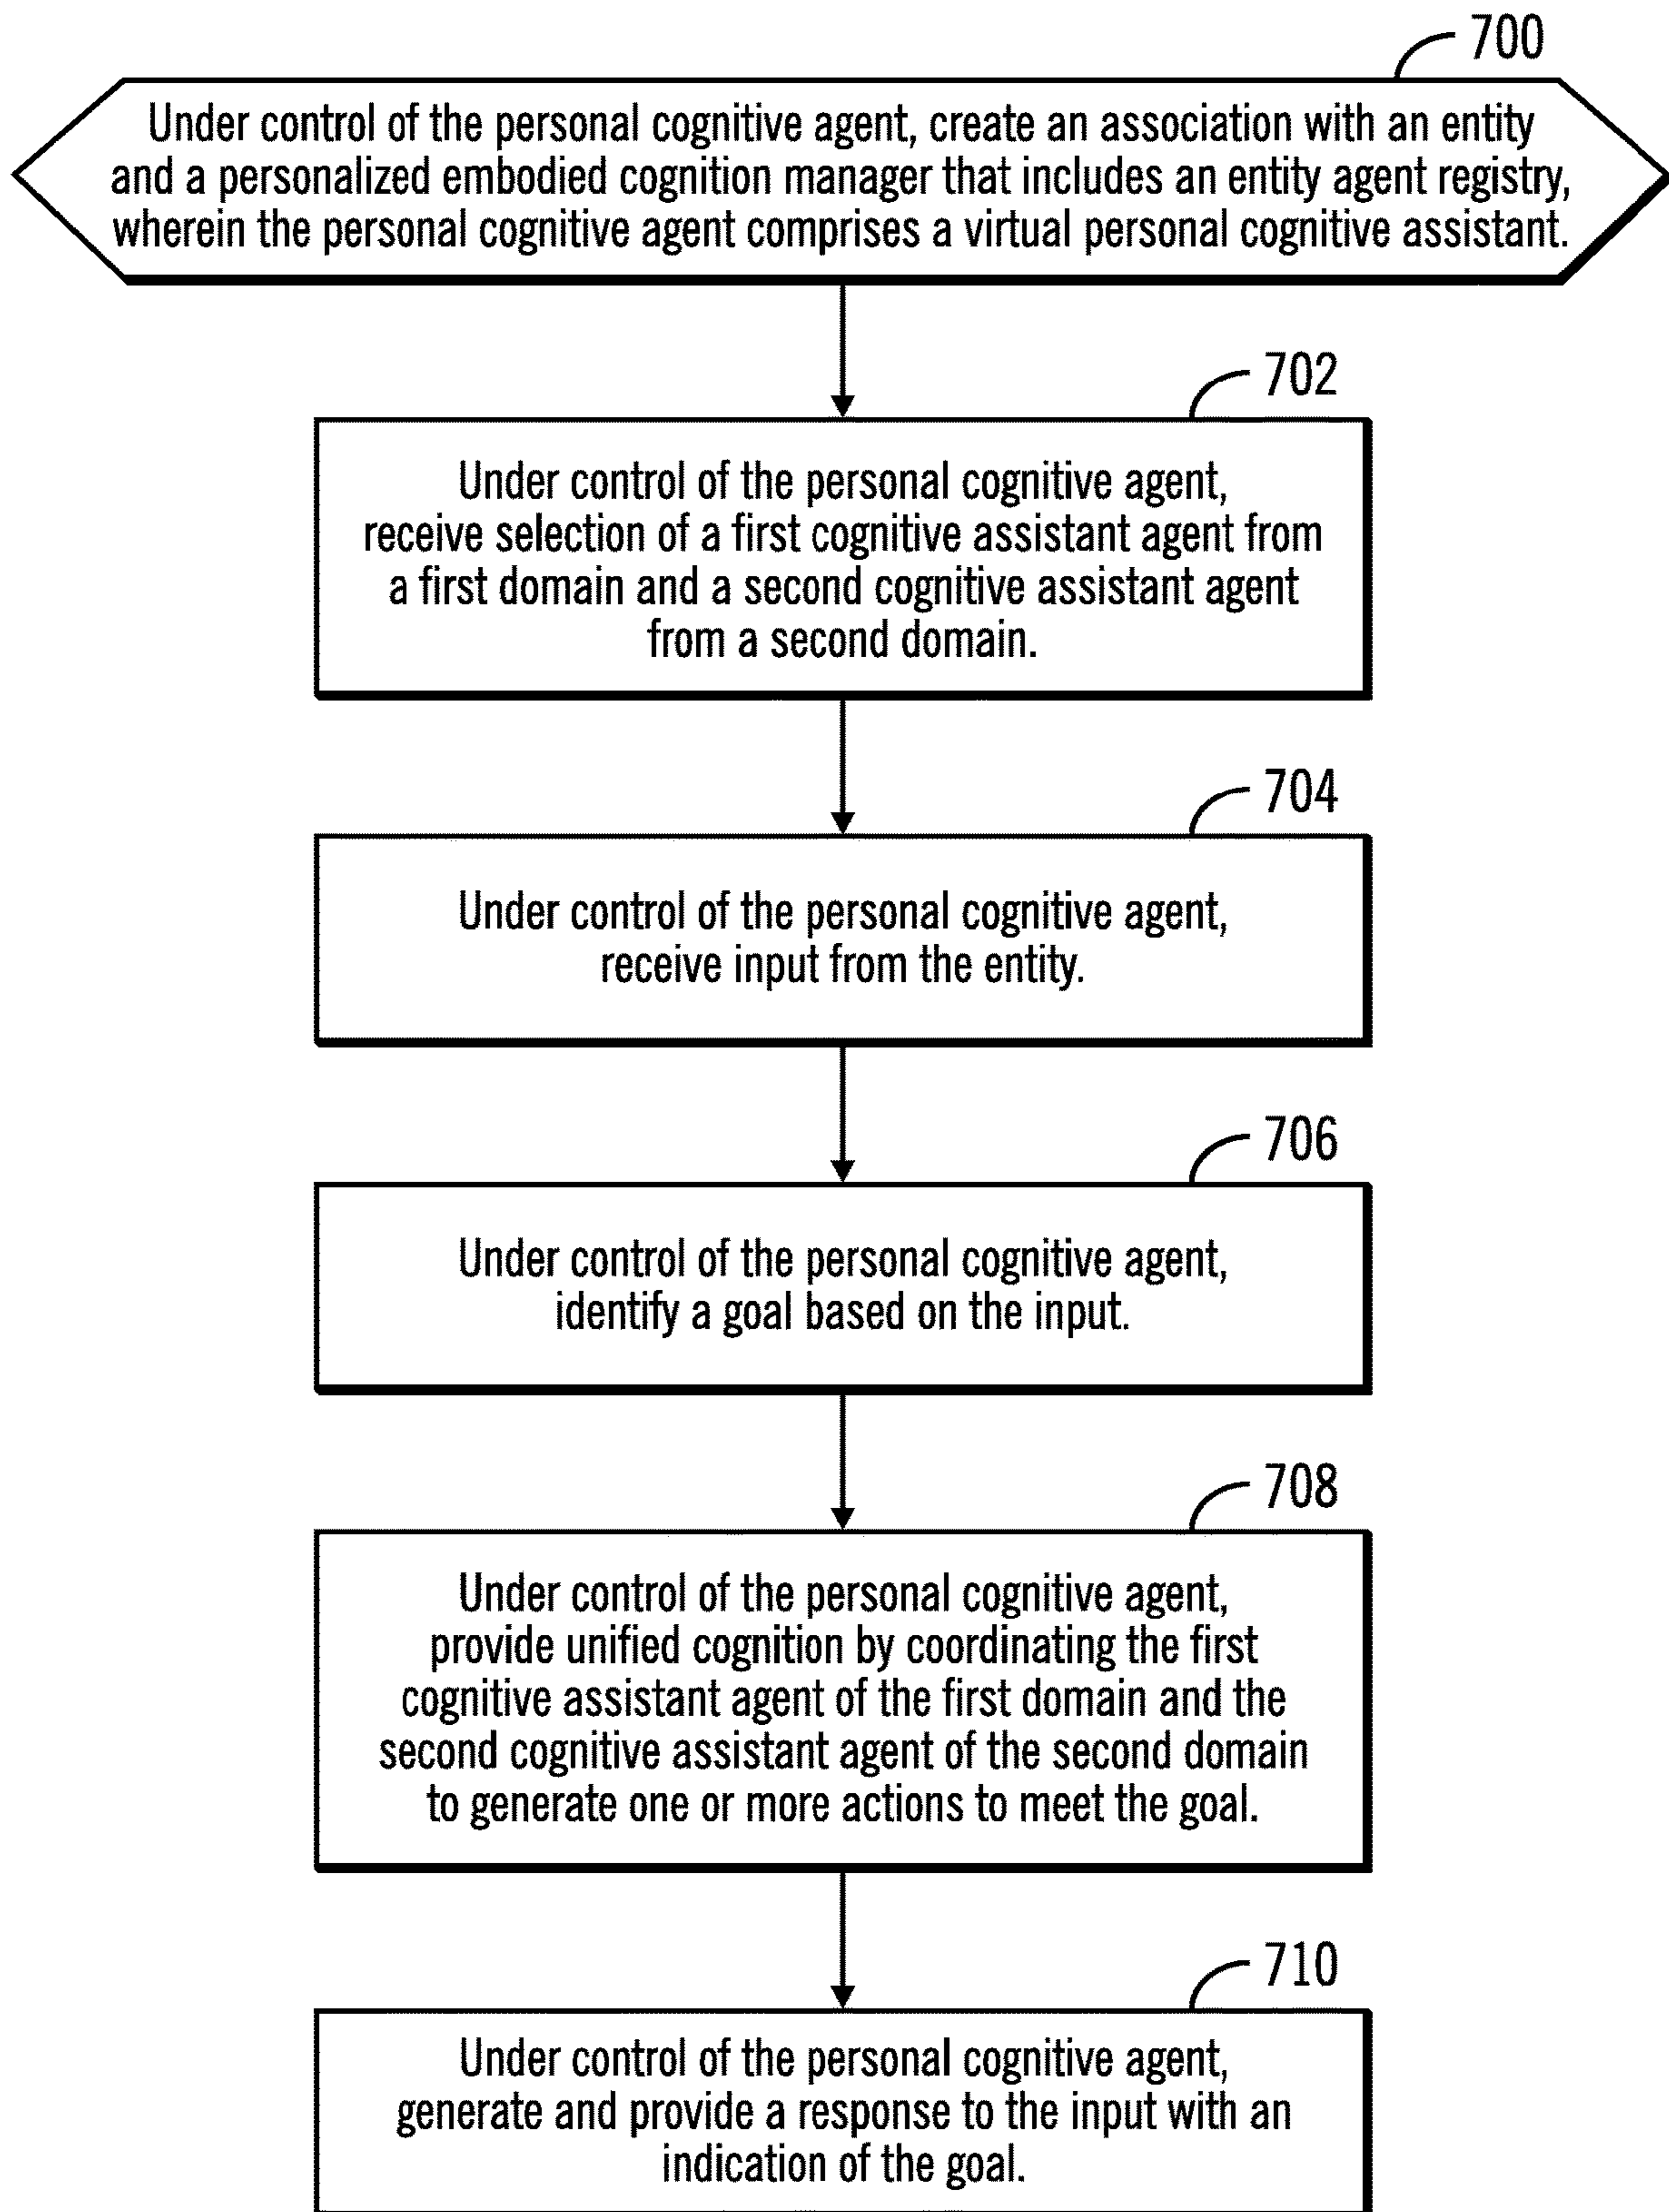 700
Under control of the personal cognitive agent, create an association with an entity
and a personalized embodied cognition manager that includes an entity agent registry,
wherein the personal cognitive agent comprises a virtual personal cognitive assistant.
702
Under control of the personal cognitive agent,
receive selection of a first cognitive assistant agent from
a first domain and a second cognitive assistant agent
from a second domain.
704
Under control of the personal cognitive agent,
receive input from the entity.
706
Under control of the personal cognitive agent,
identify a goal based on the input.
708
Under control of the personal cognitive agent,
provide unified cognition by coordinating the first
cognitive assistant agent of the first domain and the
second cognitive assistant agent of the second domain
to generate one or more actions to meet the goal.
710
Under control of the personal cognitive agent,
generate and provide a response to the input with an
indication of the goal.